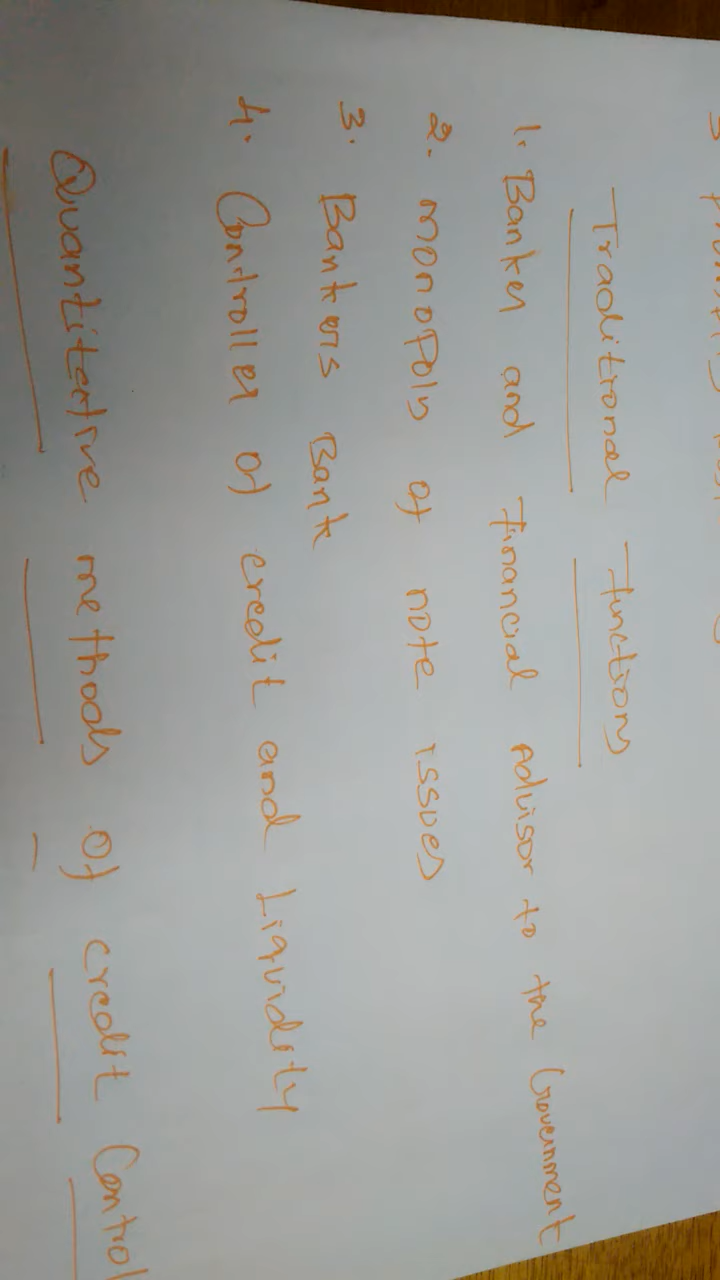 Traditional Functions
1. Banker and Financial Advisor to the Government
2. monopoly of note issues
3. Bankers Bank
4. Controller of credit and Liquidity
Quantitative methods of credit Control